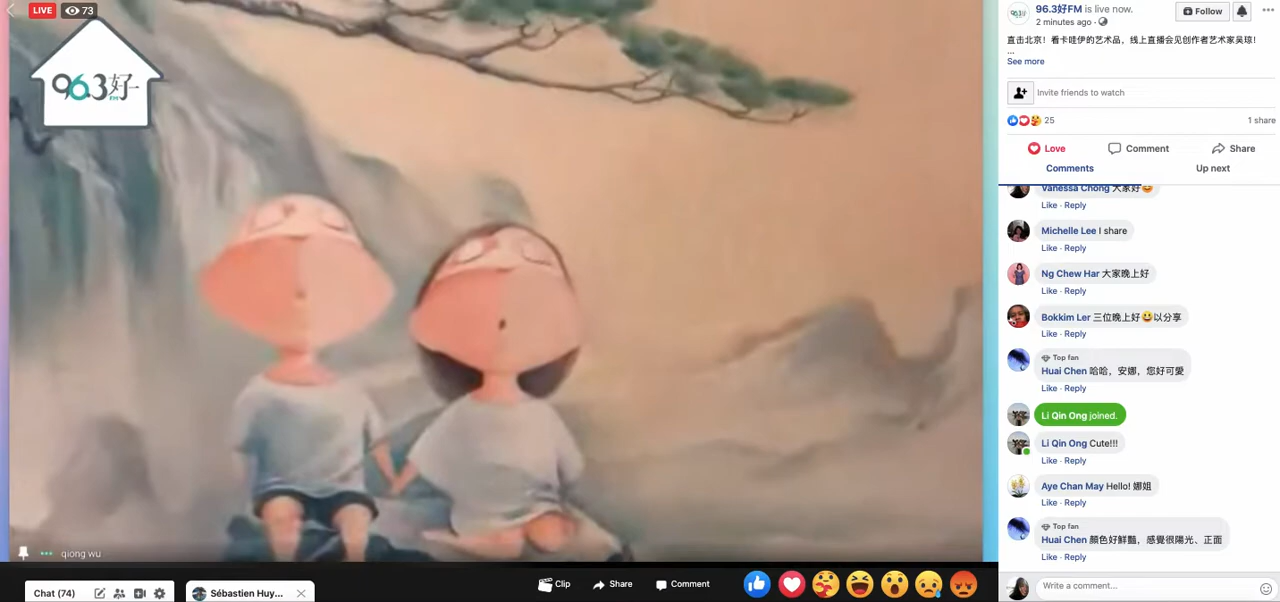 LIVE 73
96.3好FM
qiong wu
Chat (74)
Sébastien Huy...
Clip
Share
Comment
96.3好FM is live now.
2 minutes ago ·
Follow
直击北京！看卡哇伊的艺术品，线上直播会见创作者艺术家吴琼！
...
See more
Invite friends to watch
25
1 share
Love
Comment
Share
Comments
Up next
Vanessa Chong 大家好
Like · Reply
Michelle Lee I share
Like · Reply
Ng Chew Har 大家晚上好
Like · Reply
Bokkim Ler 三位晚上好😃以分享
Like · Reply
Top fan
Huai Chen 哈哈，安娜，您好可愛
Like · Reply
Li Qin Ong joined.
Li Qin Ong Cute!!!
Like · Reply
Aye Chan May Hello! 娜姐
Like · Reply
Top fan
Huai Chen 顏色好鮮豔，感覺很陽光、正面
Like · Reply
Write a comment...